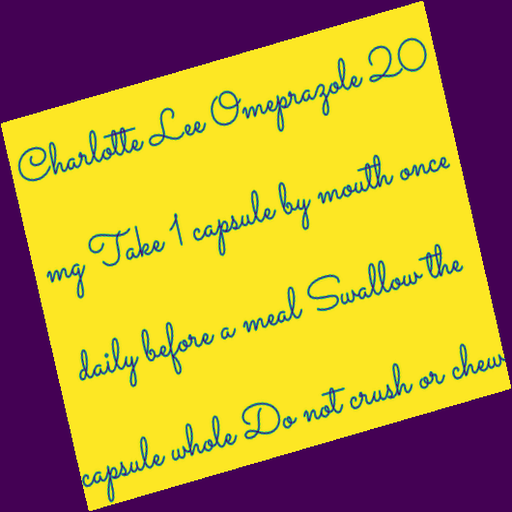 Charlotte Lee Omeprazole 20
mg Take 1 capsule by mouth once
daily before a meal Swallow the
capsule whole Do not crush or chew